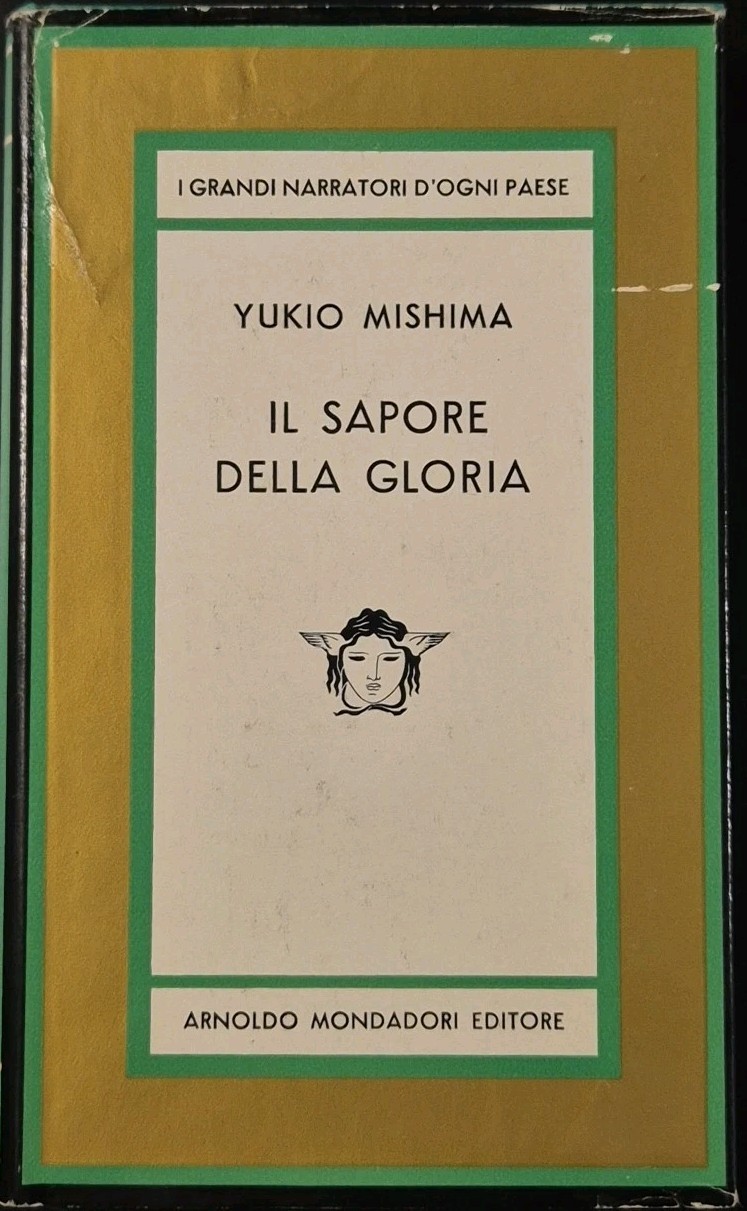 I GRANDI NARRATORI D'OGNI PAESE
YUKIO MISHIMA
IL SAPORE
DELLA GLORIA
ARNOLDO MONDADORI EDITORE